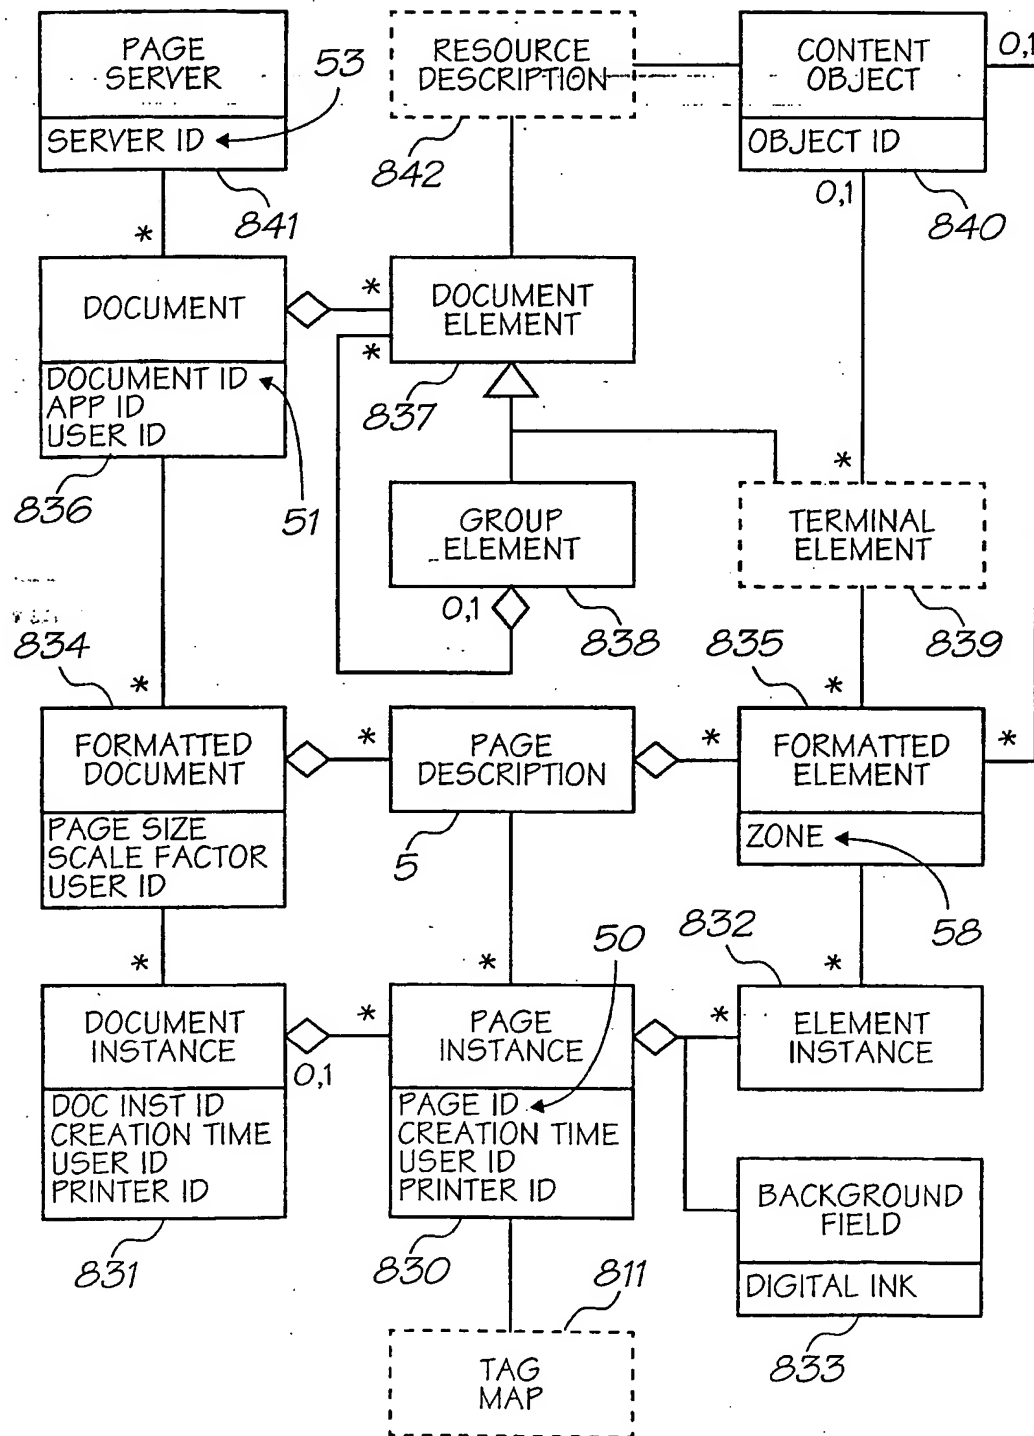 PAGE
SERVER
SERVER ID
53
841
*
RESOURCE
DESCRIPTION
842
CONTENT
OBJECT
OBJECT ID
0,1
0,1
840
DOCUMENT
DOCUMENT ID
APP ID
USER ID
836
51
*
*
DOCUMENT
ELEMENT
837
GROUP
ELEMENT
0,1
838
*
TERMINAL
ELEMENT
839
834
*
FORMATTED
DOCUMENT
PAGE SIZE
SCALE FACTOR
USER ID
*
PAGE
DESCRIPTION
5
835
*
*
*
FORMATTED
ELEMENT
ZONE
58
*
DOCUMENT
INSTANCE
0,1
DOC INST ID
CREATION TIME
USER ID
PRINTER ID
831
*
*
50
PAGE
INSTANCE
PAGE ID
CREATION TIME
USER ID
PRINTER ID
830
832
*
*
ELEMENT
INSTANCE
BACKGROUND
FIELD
DIGITAL INK
833
811
TAG
MAP